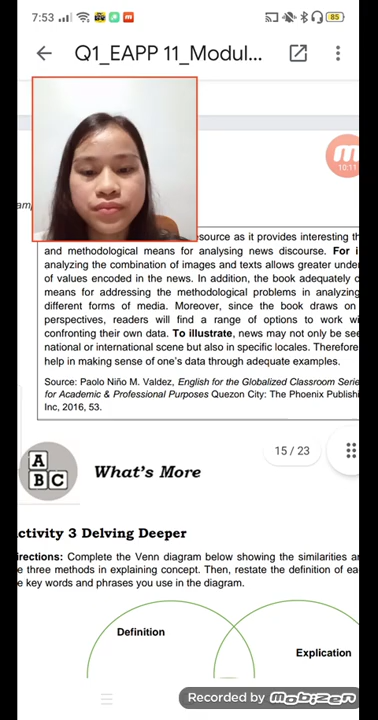 7:53
85
Q1_EAPP 11_Modul...
10:11
source as it provides interesting th
and methodological means for analysing news discourse. For i
analyzing the combination of images and texts allows greater under
of values encoded in the news. In addition, the book adequately c
means for addressing the methodological problems in analyzing
different forms of media. Moreover, since the book draws on
perspectives, readers will find a range of options to work wi
confronting their own data. To illustrate, news may not only be see
national or international scene but also in specific locales. Therefore
help in making sense of one's data through adequate examples.
Source: Paolo Niño M. Valdez, English for the Globalized Classroom Serie
for Academic & Professional Purposes Quezon City: The Phoenix Publishi
Inc, 2016, 53.
15 / 23
A
B C
What's More
ctivity 3 Delving Deeper
irections: Complete the Venn diagram below showing the similarities a
e three methods in explaining concept. Then, restate the definition of ea
e key words and phrases you use in the diagram.
Definition
Explication
Recorded by mobizen